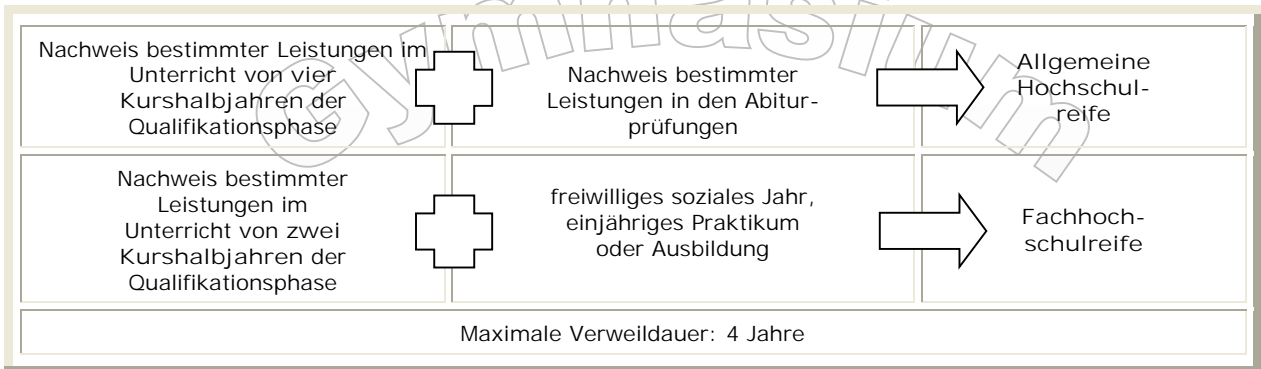 Gymnasium
Nachweis bestimmter Leistungen im
Unterricht von vier
Kurshalbjahren der
Qualifikationsphase
Nachweis bestimmter
Leistungen in den Abitur-
prüfungen
Allgemeine
Hochschul-
reife
Nachweis bestimmter
Leistungen im
Unterricht von zwei
Kurshalbjahren der
Qualifikationsphase
freiwilliges soziales Jahr,
einjähriges Praktikum
oder Ausbildung
Fachhoch-
schulreife
Maximale Verweildauer: 4 Jahre